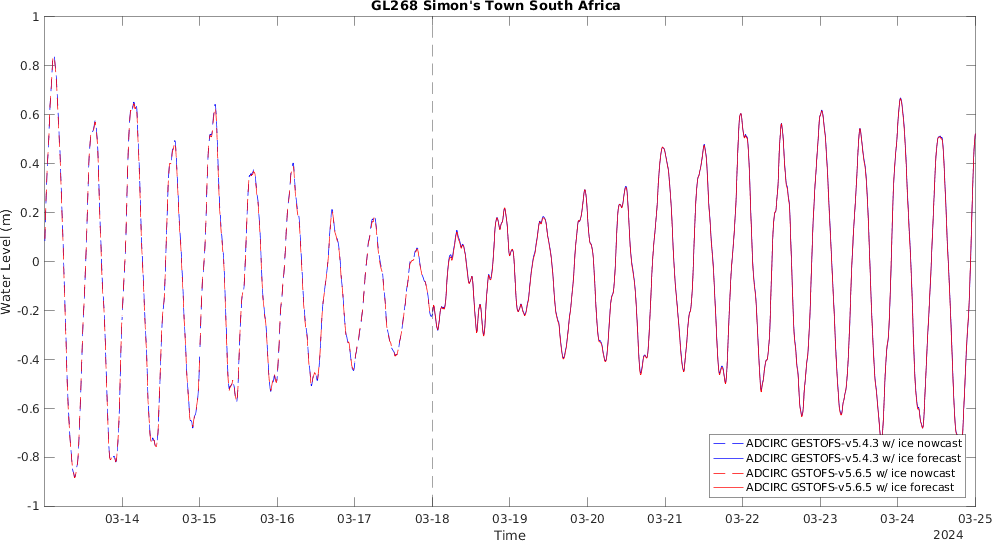 GL268 Simon's Town South Africa
Water Level (m)
1
0.8
0.6
0.4
0.2
0
-0.2
-0.4
-0.6
-0.8
-1
ADCIRC GESTOFS-v5.4.3 w/ ice nowcast
ADCIRC GESTOFS-v5.4.3 w/ ice forecast
ADCIRC GSTOFS-v5.6.5 w/ ice nowcast
ADCIRC GSTOFS-v5.6.5 w/ ice forecast
03-14 03-15 03-16 03-17 03-18 03-19 03-20 03-21 03-22 03-23 03-24 03-25
Time
2024